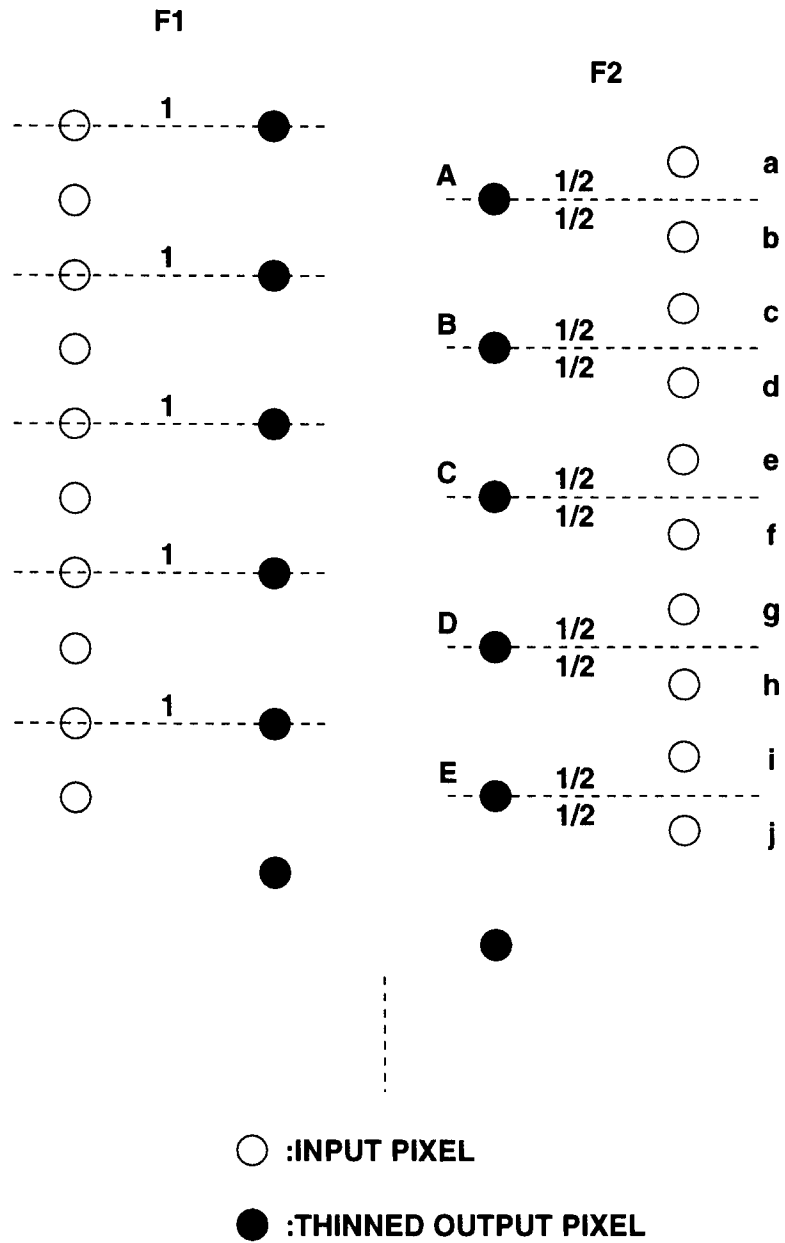 F1
F2
1
a
A 1/2
1/2
b
1
c
B 1/2
1/2
d
1
e
C 1/2
1/2
f
1
g
D 1/2
1/2
h
1
i
E 1/2
1/2
j
:INPUT PIXEL
:THINNED OUTPUT PIXEL